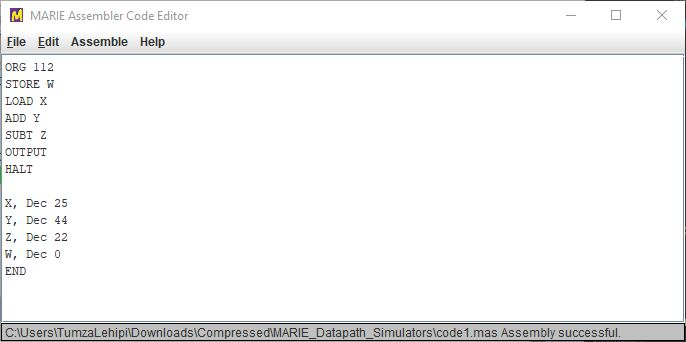 MARIE Assembler Code Editor
File Edit Assemble Help
ORG 112
STORE W
LOAD X
ADD Y
SUBT Z
OUTPUT
HALT
X, Dec 25
Y, Dec 44
Z, Dec 22
W, Dec 0
END
C:\Users\TumzaLehipi\Downloads\Compressed\MARIE_Datapath_Simulators\code1.mas Assembly successful.